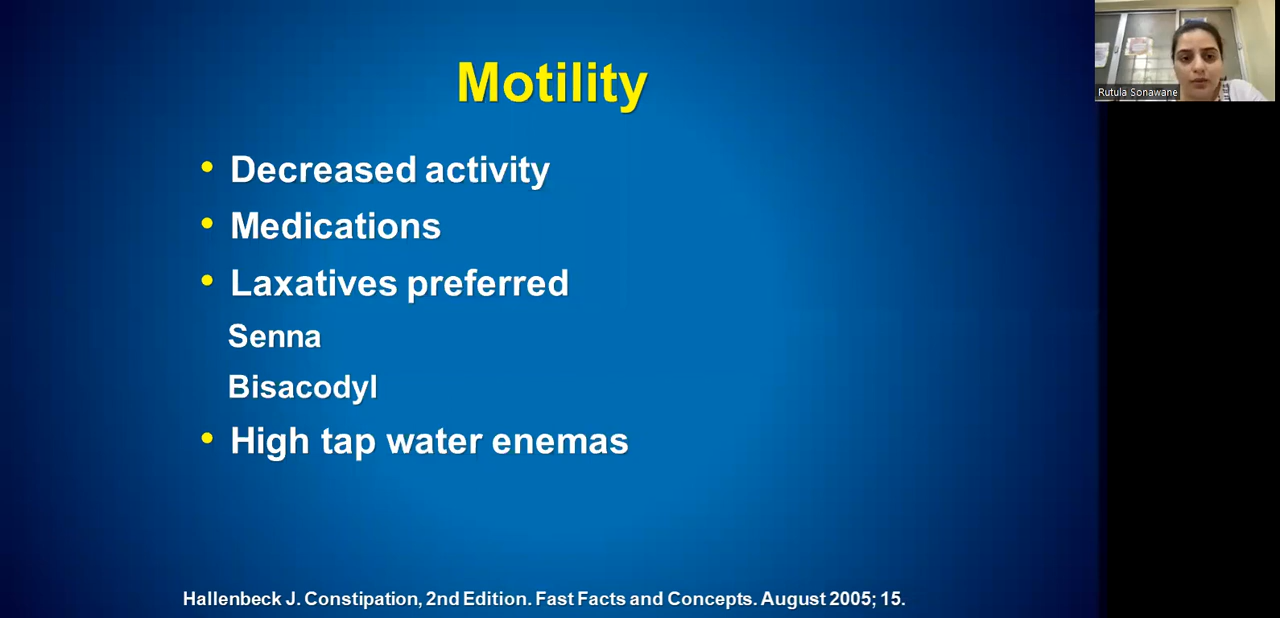 Motility
Rutula Sonawane
• Decreased activity
• Medications
• Laxatives preferred
Senna
Bisacodyl
• High tap water enemas
Hallenbeck J. Constipation, 2nd Edition. Fast Facts and Concepts. August 2005; 15.